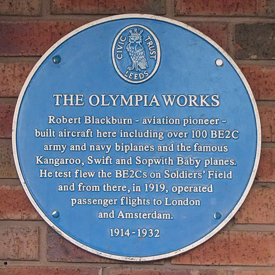 CIVIC TRUST
LEEDS
THE OLYMPIA WORKS
Robert Blackburn - aviation pioneer -
built aircraft here including over 100 BE2C
army and navy biplanes and the famous
Kangaroo, Swift and Sopwith Baby planes.
He test flew the BE2Cs on Soldiers' Field
and from there, in 1919, operated
passenger flights to London
and Amsterdam.
1914-1932